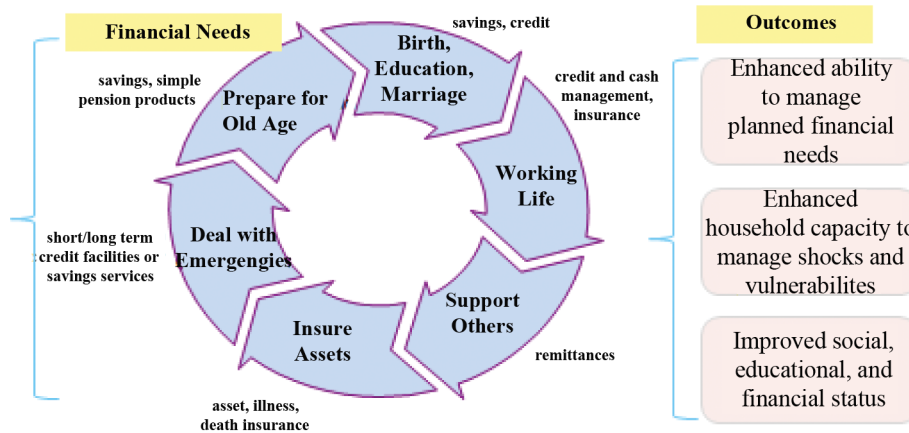 Financial Needs
Outcomes
savings, credit
Birth,
Education,
Marriage
credit and cash
management,
insurance
Working
Life
Support
Others
remittances
Insure
Assets
asset, illness,
death insurance
Deal with
Emergengies
short/long term
credit facilities or
savings services
Prepare for
Old Age
savings, simple
pension products
Enhanced ability
to manage
planned financial
needs
Enhanced
household capacity to
manage shocks and
vulnerabilites
Improved social,
educational, and
financial status